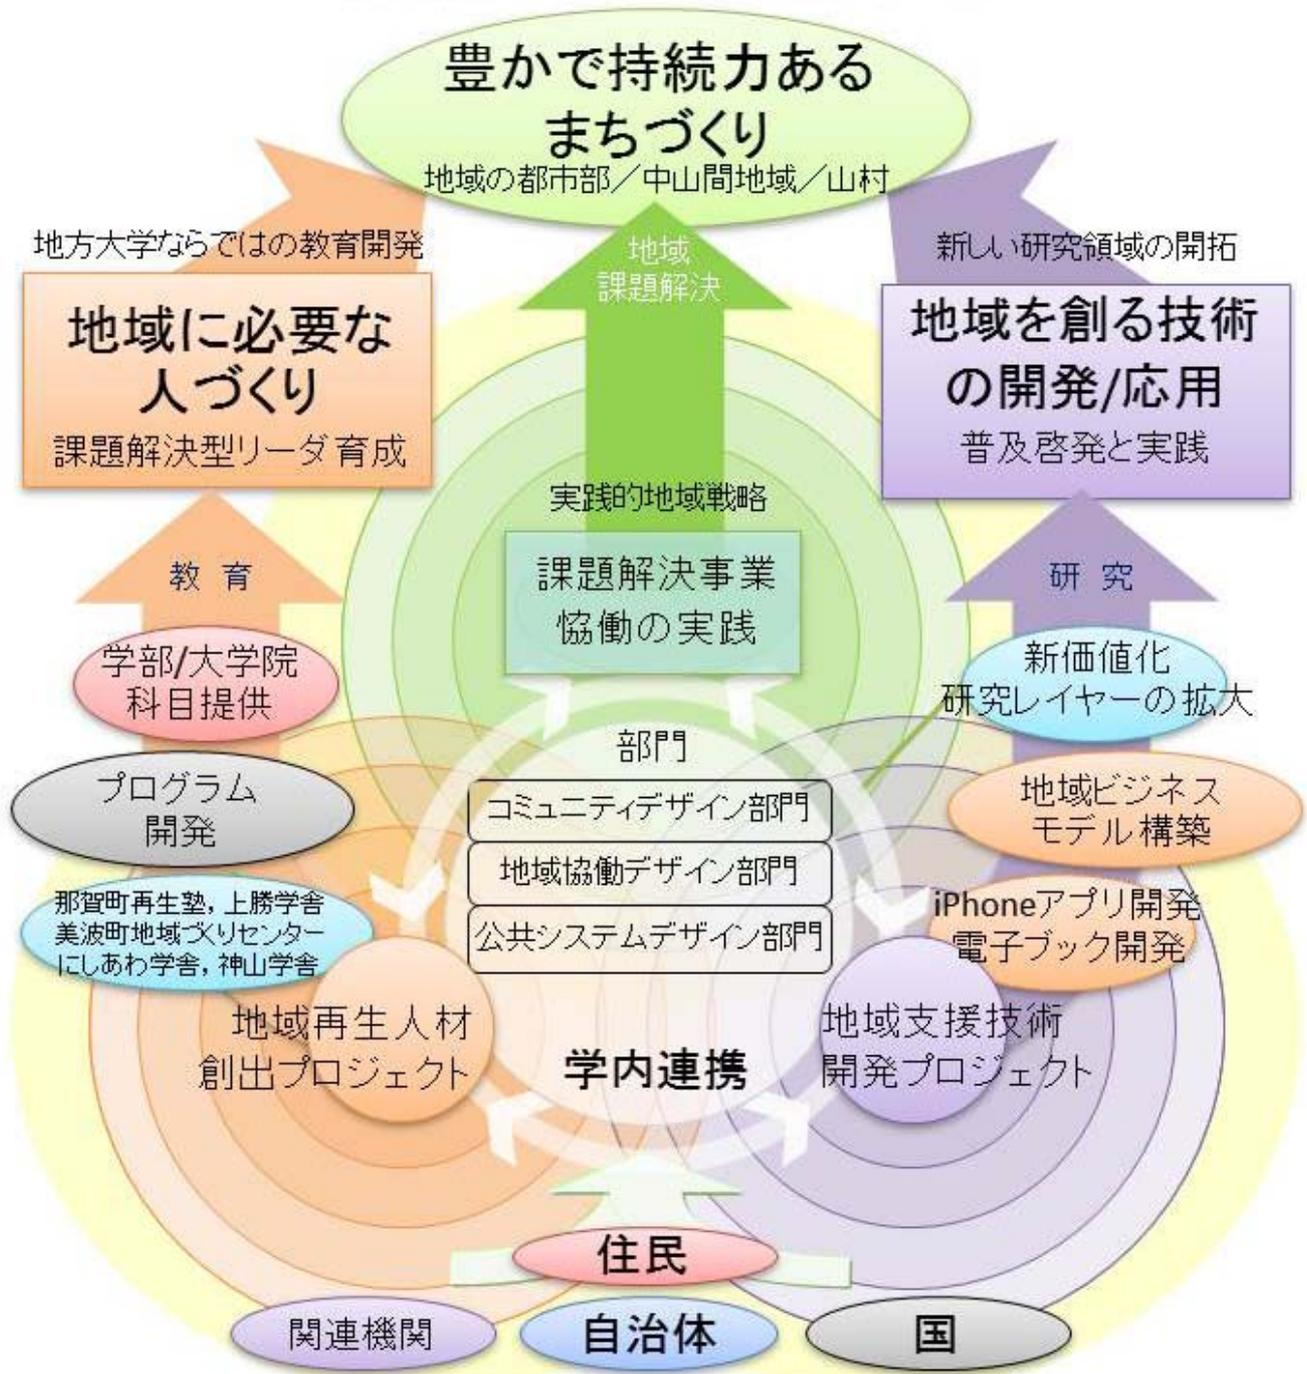 豊かで持続力ある
まちづくり
地域の都市部／中山間地域／山村
地方大学ならではの教育開発
地域に必要な
人づくり
課題解決型リーダ育成
地域
課題解決
新しい研究領域の開拓
地域を創る技術
の開発/応用
普及啓発と実践
実践的地域戦略
課題解決事業
協働の実践
教 育
学部/大学院
科目提供
プログラム
開発
那賀町再生塾，上勝学舎
美波町地域づくりセンター
にしあわ学舎，神山学舎
地域再生人材
創出プロジェクト
部門
コミュニティデザイン部門
地域協働デザイン部門
公共システムデザイン部門
学内連携
研 究
新価値化
研究レイヤーの拡大
地域ビジネス
モデル構築
iPhoneアプリ開発
電子ブック開発
地域支援技術
開発プロジェクト
住民
関連機関
自治体
国